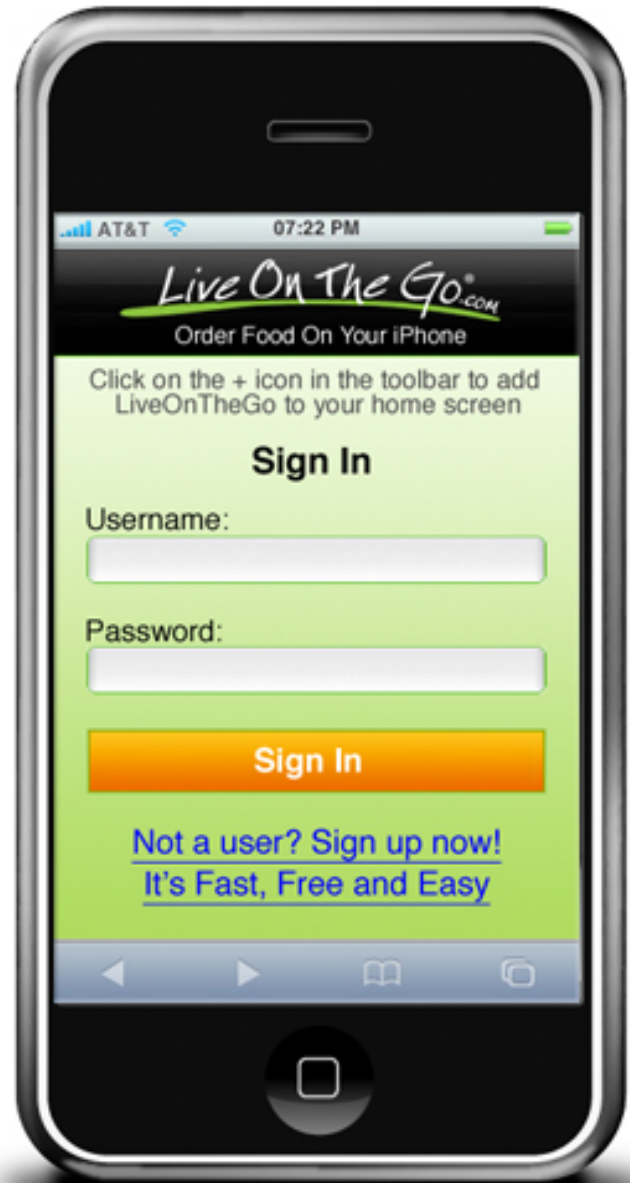 AT&T 07:22 PM
Live On The Go®.com
Order Food On Your iPhone
Click on the + icon in the toolbar to add
LiveOnTheGo to your home screen
Sign In
Username:
Password:
Sign In
Not a user? Sign up now!
It's Fast, Free and Easy